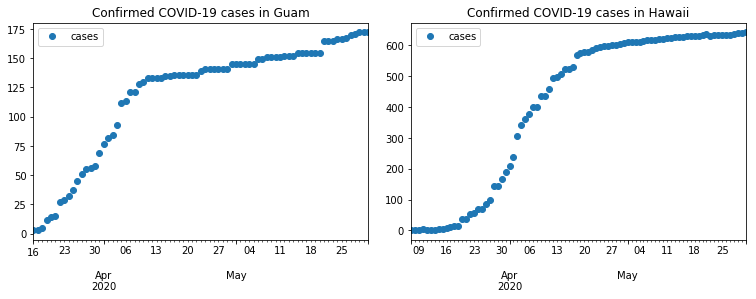 Confirmed COVID-19 cases in Guam
cases
175
150
125
100
75
50
25
0
16 23 30 06 13 20 27 04 11 18 25
Apr May
2020
Confirmed COVID-19 cases in Hawaii
cases
600
500
400
300
200
100
0
09 16 23 30 06 13 20 27 04 11 18 25
Apr May
2020